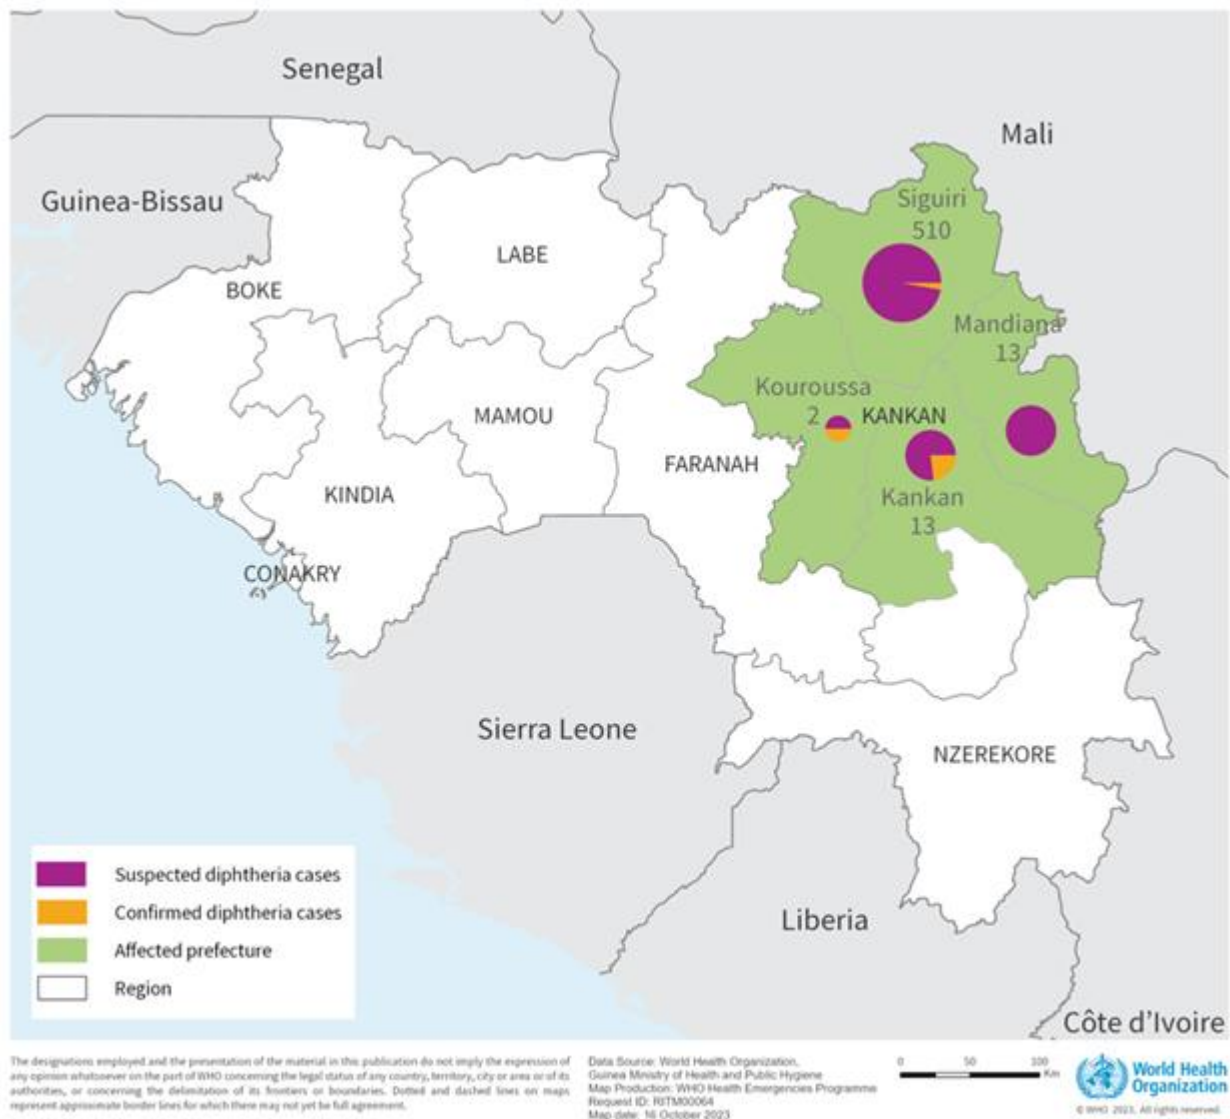 Senegal
Mali
Guinea-Bissau
Siguiri
510
LABE
BOKE
Mandiana
13
Kouroussa
2
KANKAN
MAMOU
FARANAH
KINDIA
Kankan
13
CONAKRY
Sierra Leone
NZEREKORE
Suspected diphtheria cases
Confirmed diphtheria cases
Affected prefecture
Region
Liberia
Côte d'Ivoire
The designations employed and the presentation of the material in this publication do not imply the expression of
any opinion whatsoever on the part of WHO concerning the legal status of any country, territory, city or area or of its
authorities, or concerning the delimitation of its frontiers or boundaries. Dotted and dashed lines on maps
represent approximate border lines for which there may not yet be full agreement.
Data Source: World Health Organization,
Guinea Ministry of Health and Public Hygiene
Map Production: WHO Health Emergencies Programme
Request ID: RITM00064
Map date: 16 October 2023
0 50 100
Km
World Health
Organization
© WHO 2023. All rights reserved.